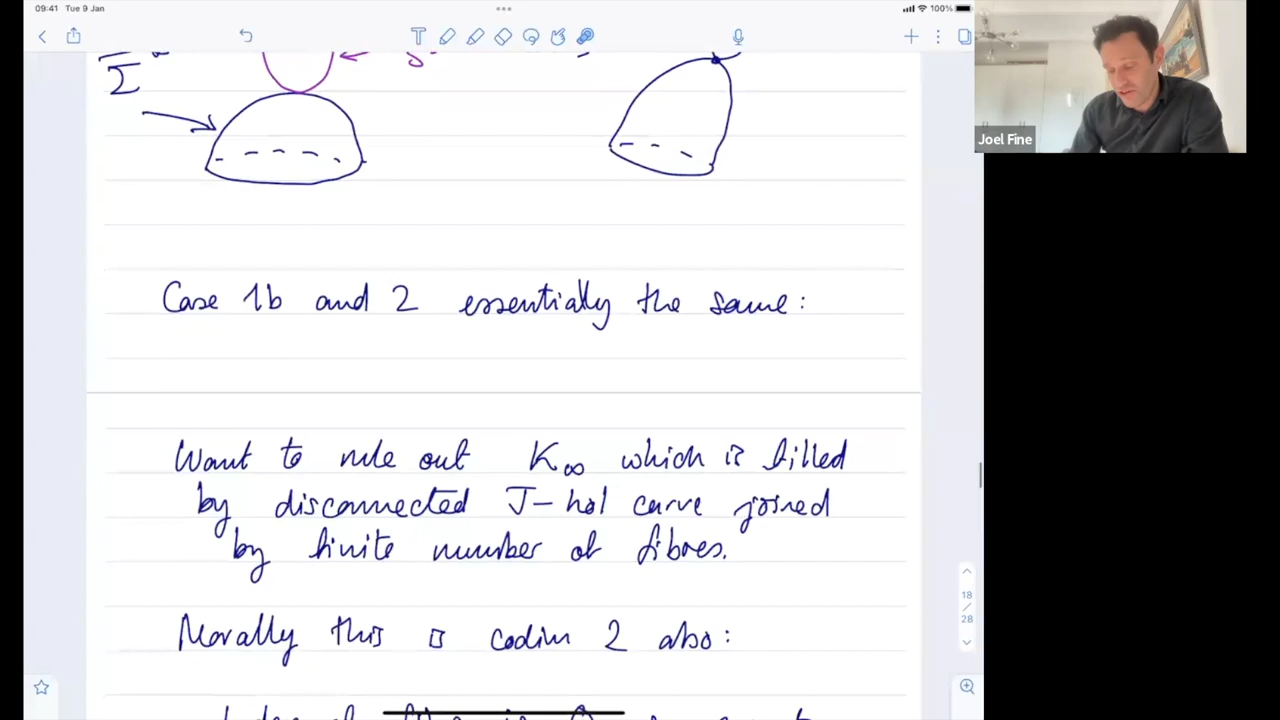 09:41 Tue 9 Jan
100%
Σ
Joel Fine
Case 1b and 2 essentially the same:
Want to rule out K∞ which is filled
by disconnected J-hol curve joined
by finite number of fibres.
Morally this is codim 2 also:
18
/
28